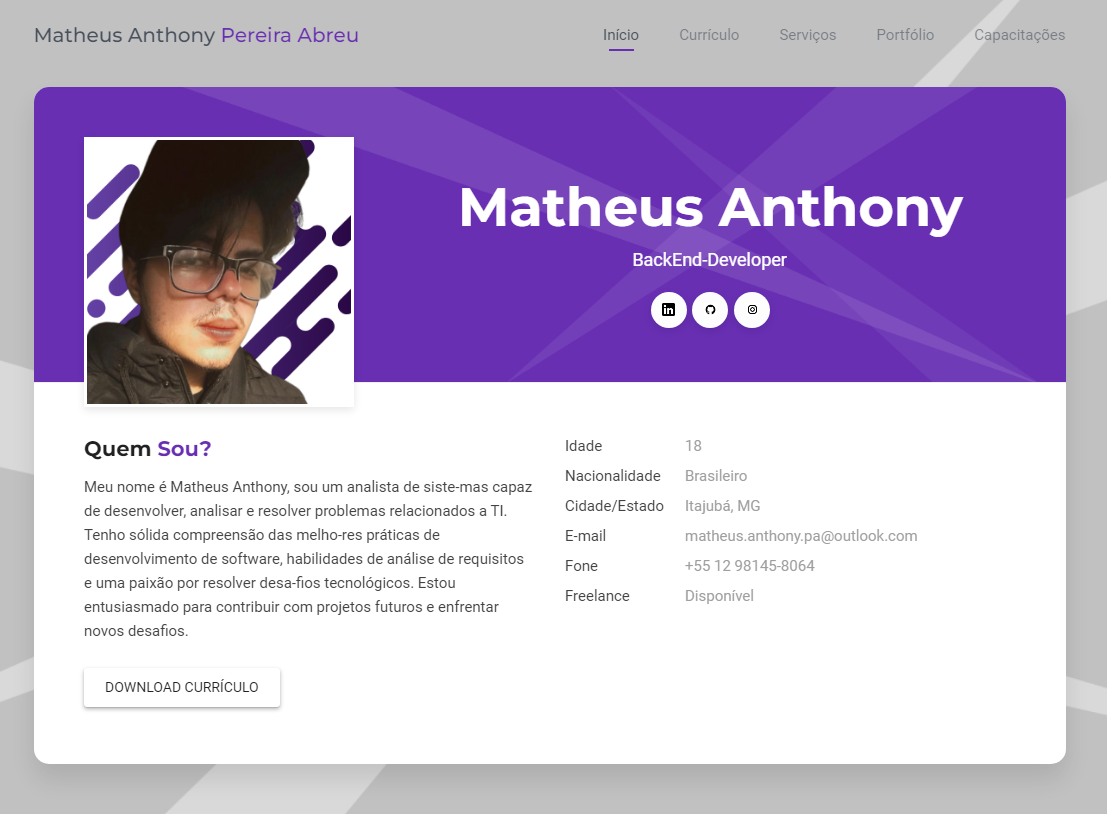 Matheus Anthony Pereira Abreu
Início
Currículo
Serviços
Portfólio
Capacitações
Matheus Anthony
BackEnd-Developer
Quem Sou?
Meu nome é Matheus Anthony, sou um analista de siste-mas capaz
de desenvolver, analisar e resolver problemas relacionados a TI.
Tenho sólida compreensão das melho-res práticas de
desenvolvimento de software, habilidades de análise de requisitos
e uma paixão por resolver desa-fios tecnológicos. Estou
entusiasmado para contribuir com projetos futuros e enfrentar
novos desafios.
DOWNLOAD CURRÍCULO
Idade 18
Nacionalidade Brasileiro
Cidade/Estado Itajubá, MG
E-mail matheus.anthony.pa@outlook.com
Fone +55 12 98145-8064
Freelance Disponível